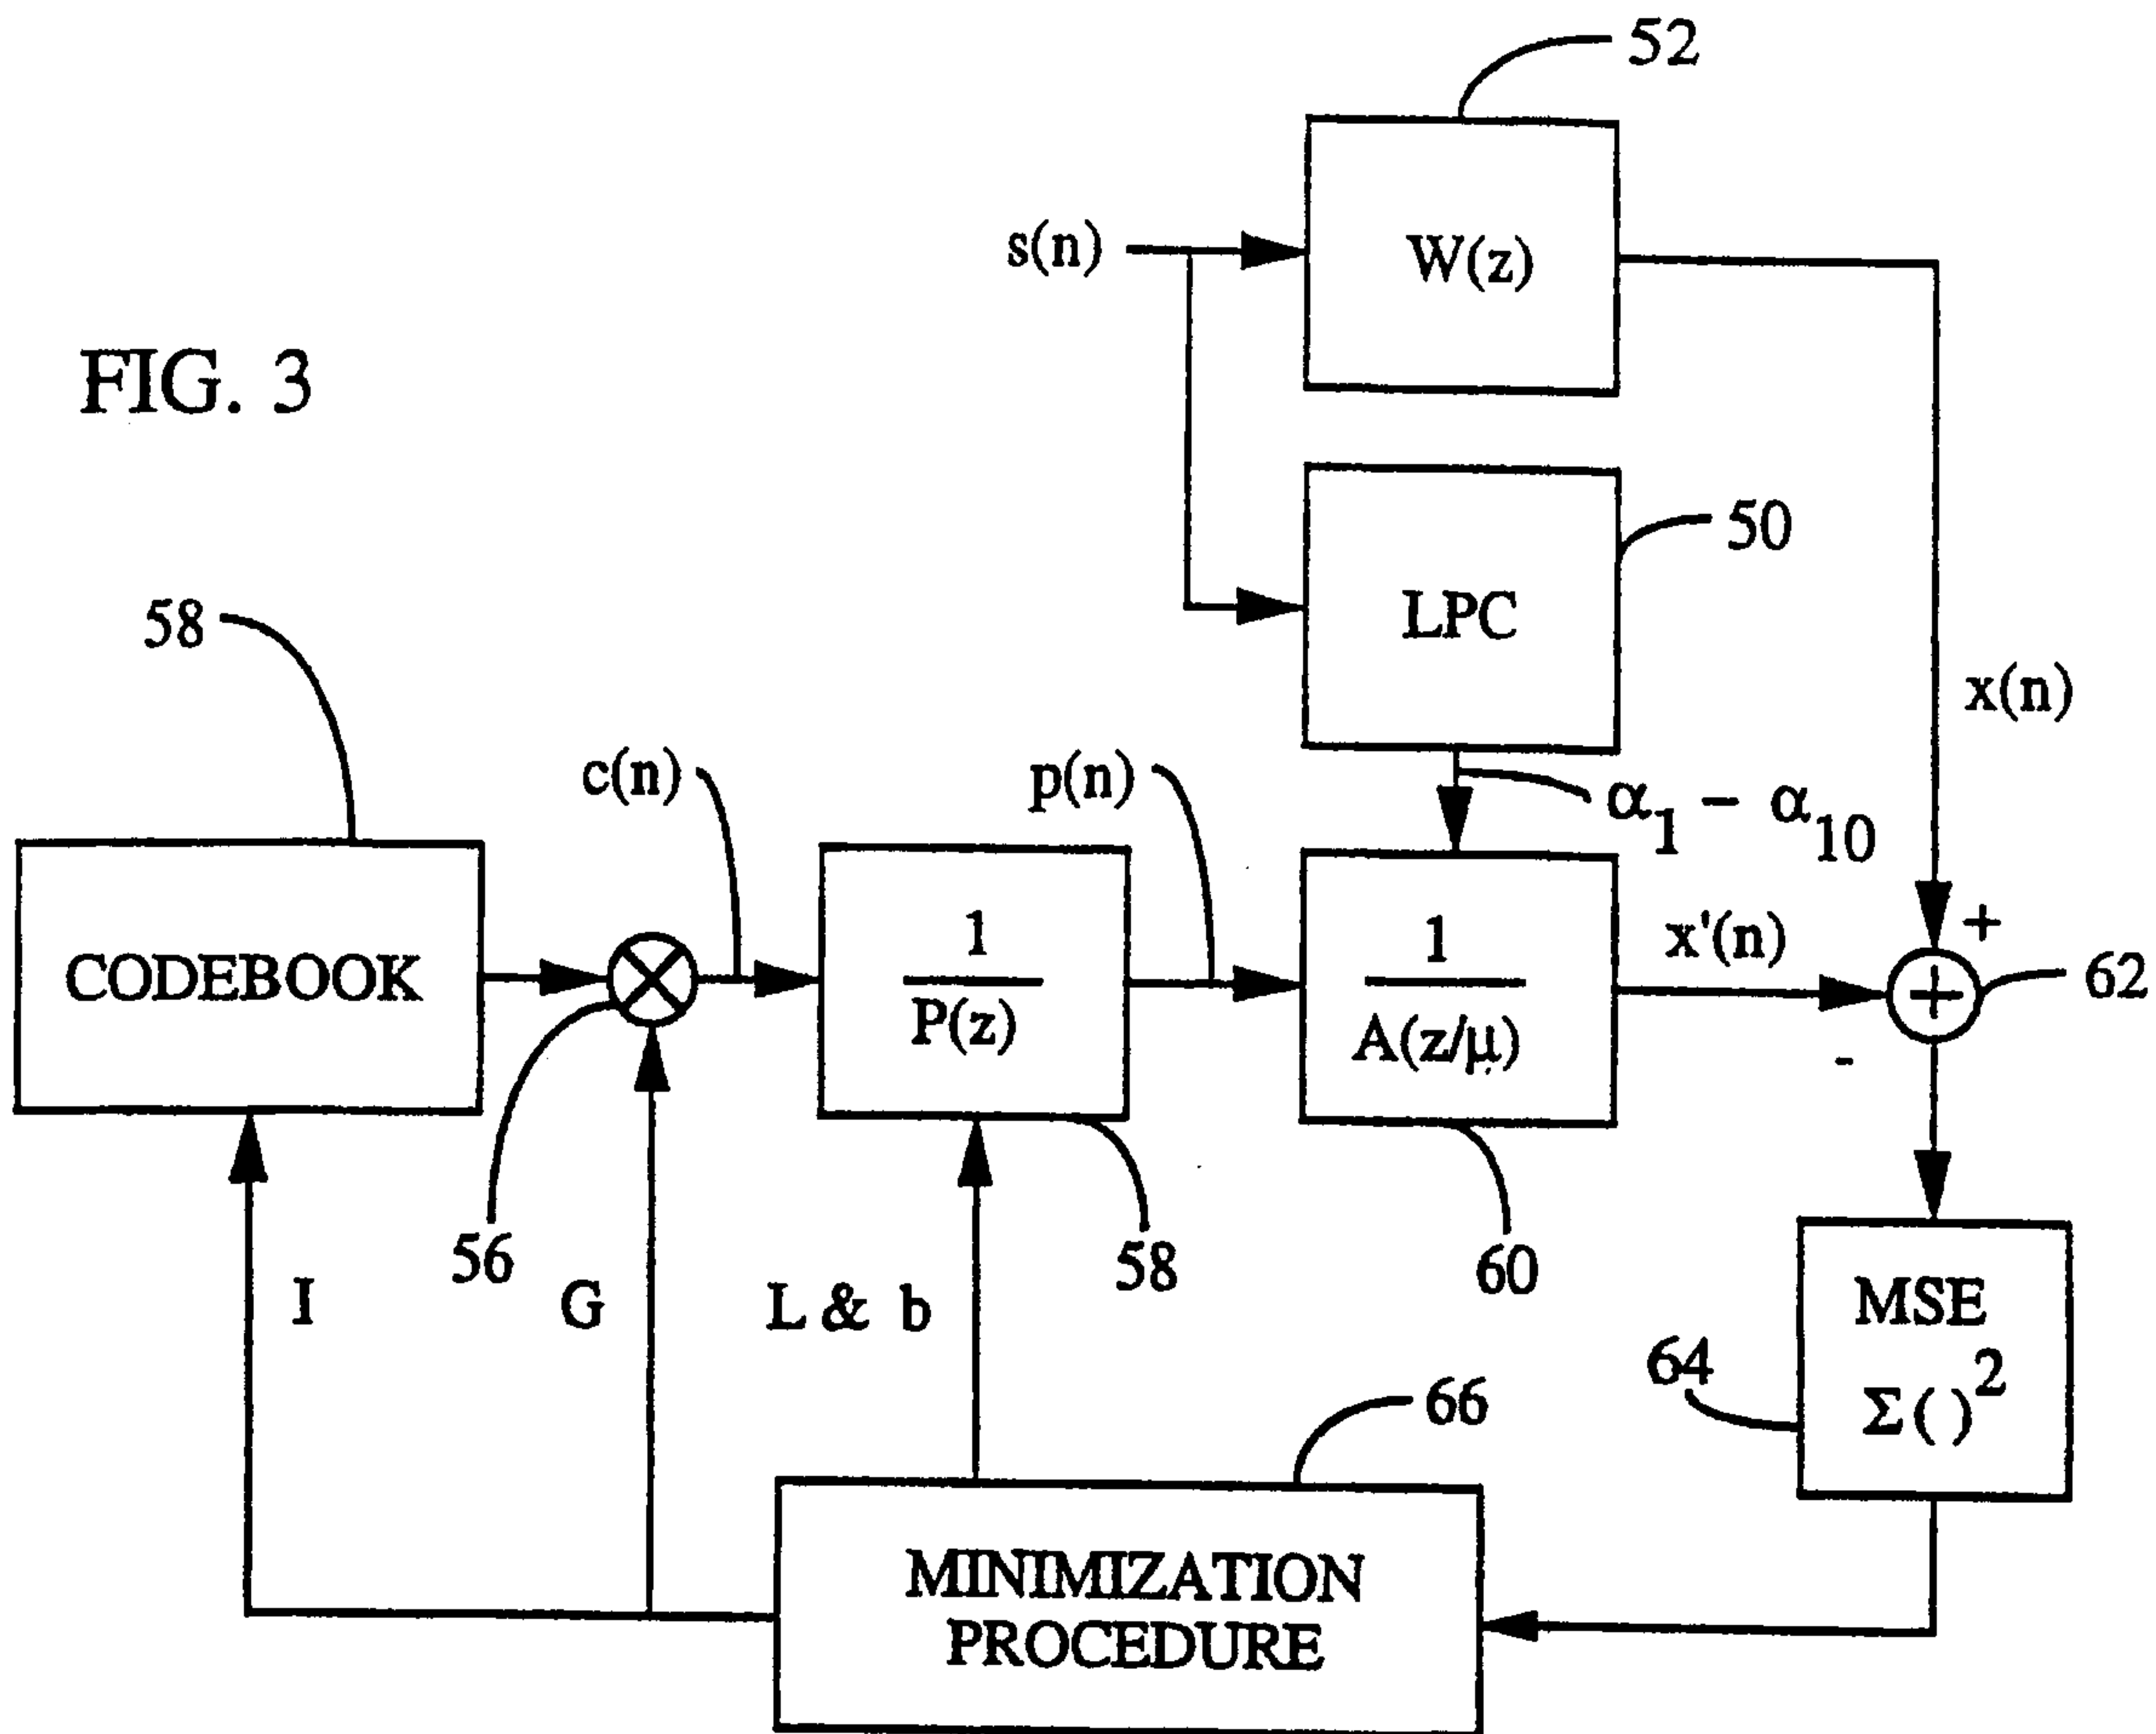 52
W(z)
s(n)
FIG. 3
50
LPC
58
x(n)
c(n)
p(n)
α₁ – α₁₀
CODEBOOK
1
P(z)
1
A(z/μ)
x'(n)
+
62
-
56
58
60
I
G
L & b
MSE
Σ( )²
64
66
MINIMIZATION
PROCEDURE